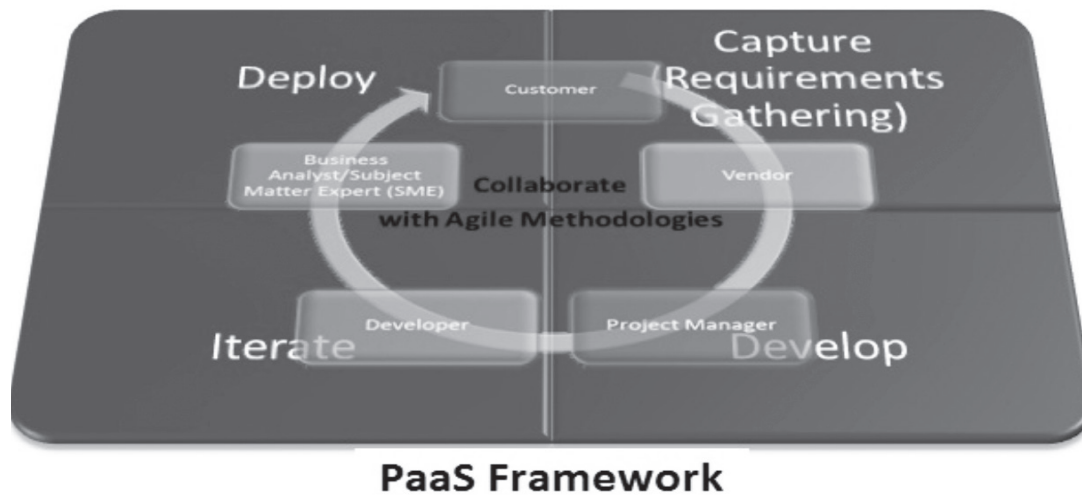 Deploy
Capture
(Requirements
Gathering)
Customer
Business
Analyst/Subject
Matter Expert (SME)
Vendor
Collaborate
with Agile Methodologies
Developer
Project Manager
Iterate
Develop
PaaS Framework